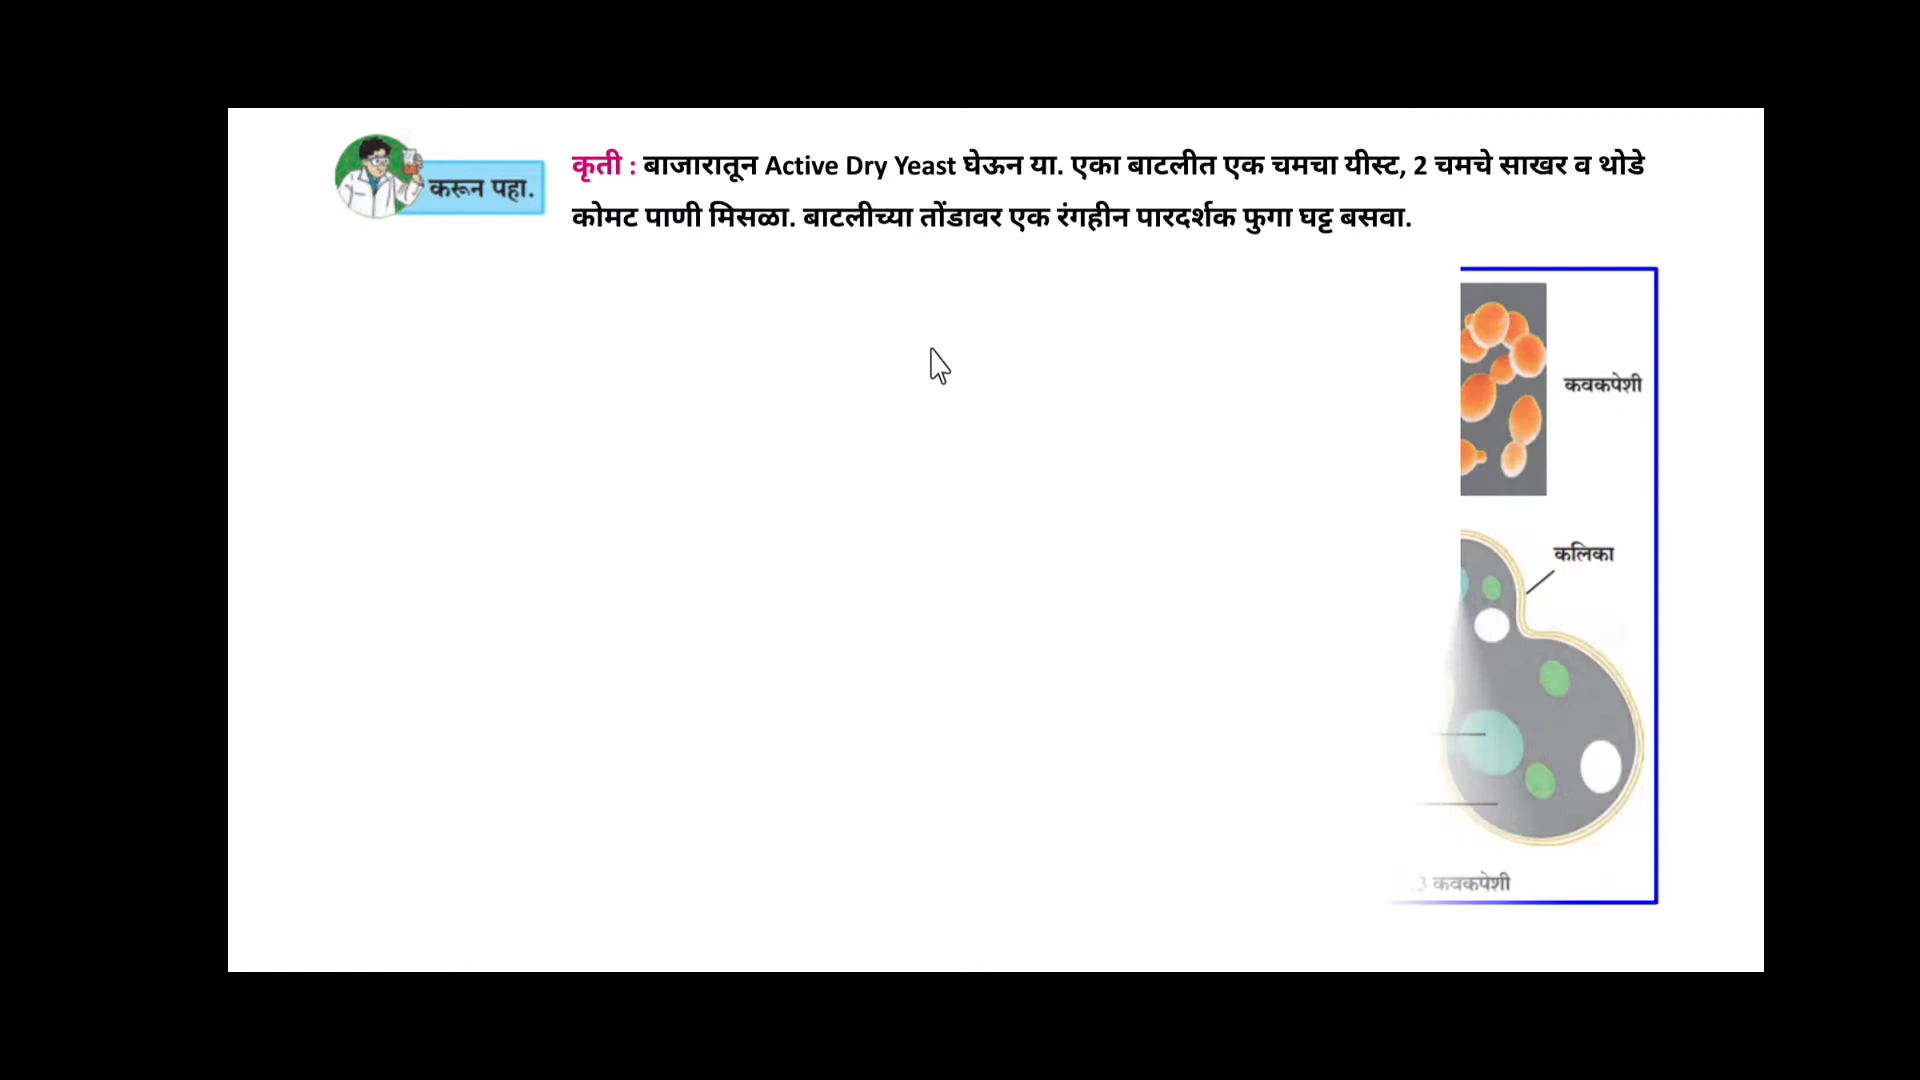 करून पहा.
कृती : बाजारातून Active Dry Yeast घेऊन या. एका बाटलीत एक चमचा यीस्ट, 2 चमचे साखर व थोडे
कोमट पाणी मिसळा. बाटलीच्या तोंडावर एक रंगहीन पारदर्शक फुगा घट्ट बसवा.
कवकपेशी
कलिका
.3 कवकपेशी